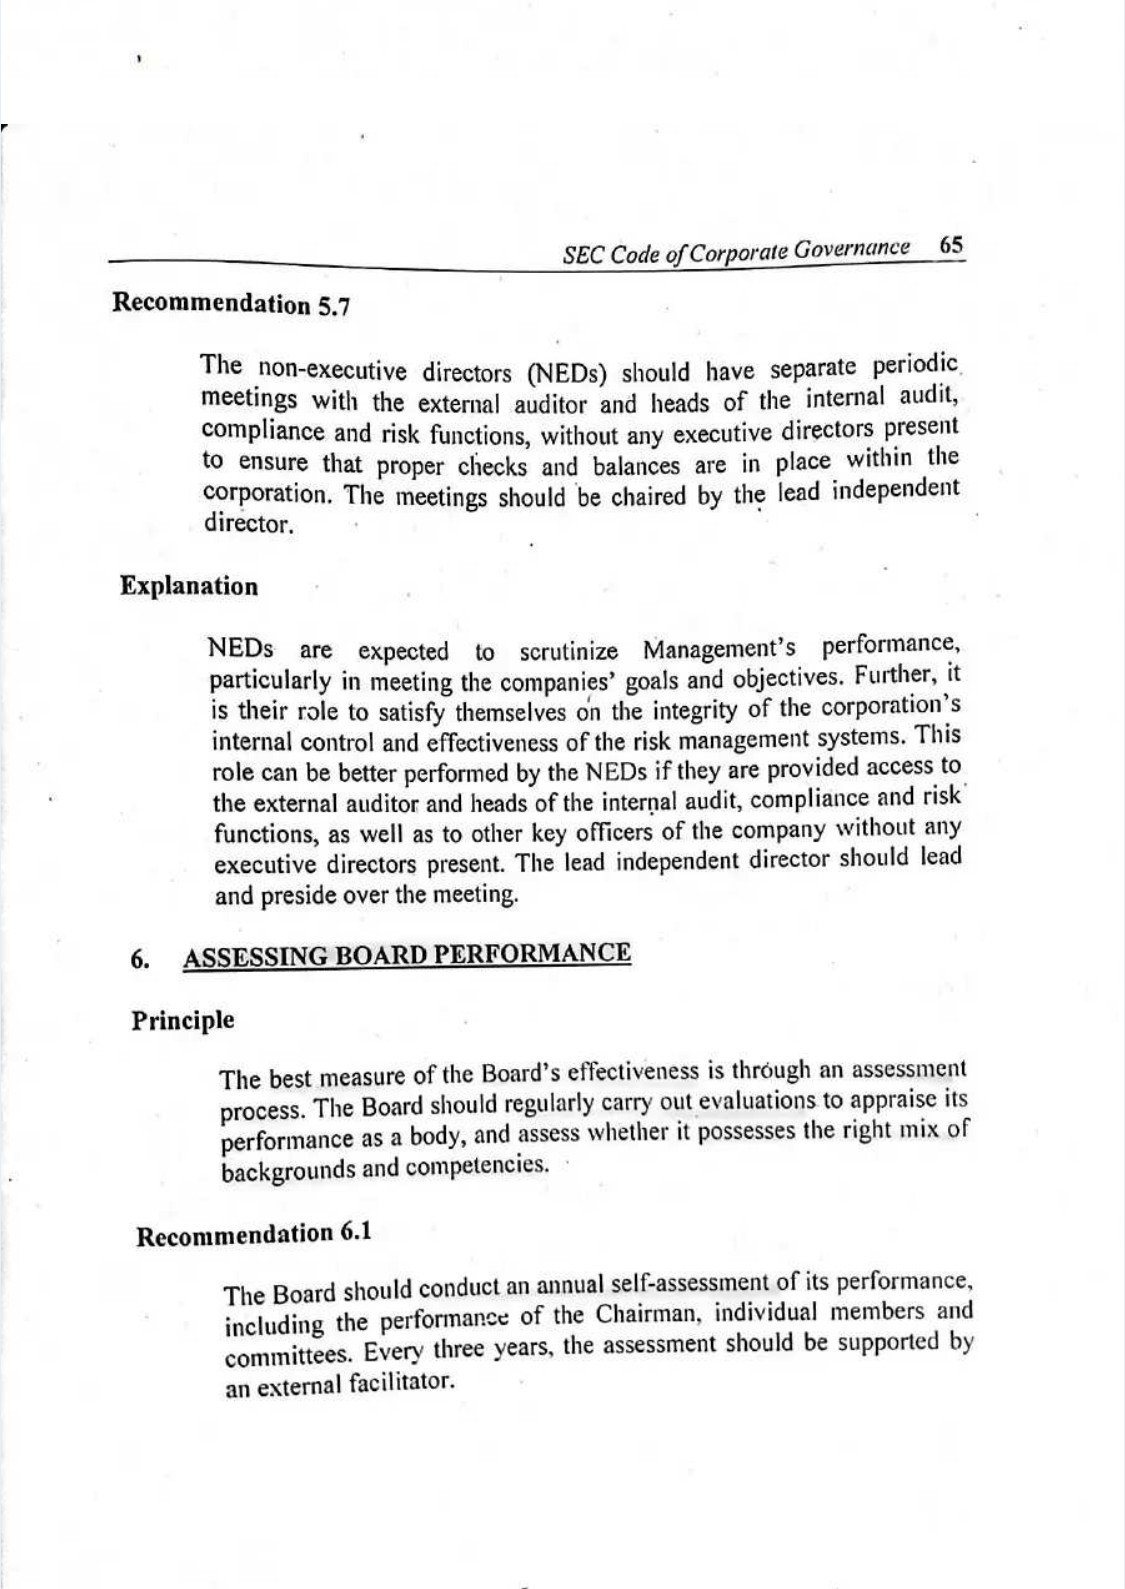 SEC Code of Corporate Governance 65
Recommendation 5.7
The non-executive directors (NEDs) should have separate periodic
meetings with the external auditor and heads of the internal audit,
compliance and risk functions, without any executive directors present
to ensure that proper checks and balances are in place within the
corporation. The meetings should be chaired by the lead independent
director.
Explanation
NEDs are expected to scrutinize Management's performance,
particularly in meeting the companies' goals and objectives. Further, it
is their role to satisfy themselves on the integrity of the corporation's
internal control and effectiveness of the risk management systems. This
role can be better performed by the NEDs if they are provided access to
the external auditor and heads of the internal audit, compliance and risk
functions, as well as to other key officers of the company without any
executive directors present. The lead independent director should lead
and preside over the meeting.
6. ASSESSING BOARD PERFORMANCE
Principle
The best measure of the Board's effectiveness is through an assessment
process. The Board should regularly carry out evaluations to appraise its
performance as a body, and assess whether it possesses the right mix of
backgrounds and competencies.
Recommendation 6.1
The Board should conduct an annual self-assessment of its performance,
including the performance of the Chairman, individual members and
committees. Every three years, the assessment should be supported by
an external facilitator.